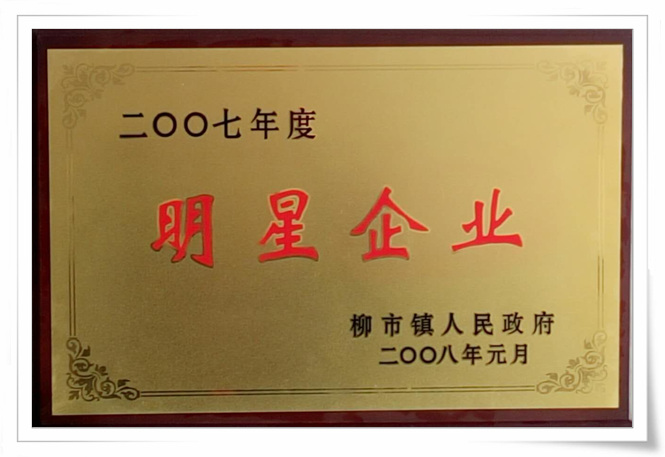 二〇〇七年度
明星企业
柳市镇人民政府
二〇〇八年元月